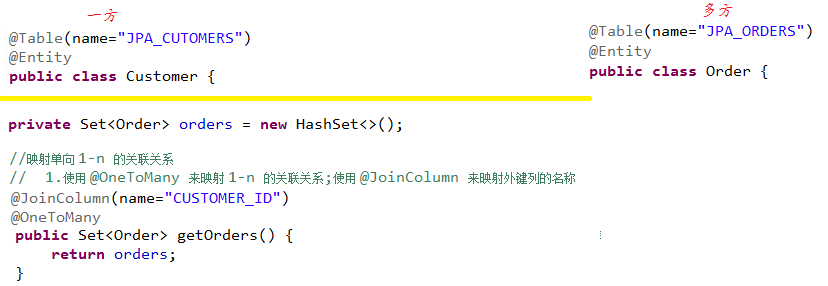 一方
@Table(name="JPA_CUTOMERS")
@Entity
public class Customer {
多方
@Table(name="JPA_ORDERS")
@Entity
public class Order {
private Set<Order> orders = new HashSet<>();
//映射单向 1-n 的关联关系
// 1.使用 @OneToMany 来映射 1-n 的关联关系;使用 @JoinColumn 来映射外键列的名称
@JoinColumn(name="CUSTOMER_ID")
@OneToMany
public Set<Order> getOrders() {
return orders;
}